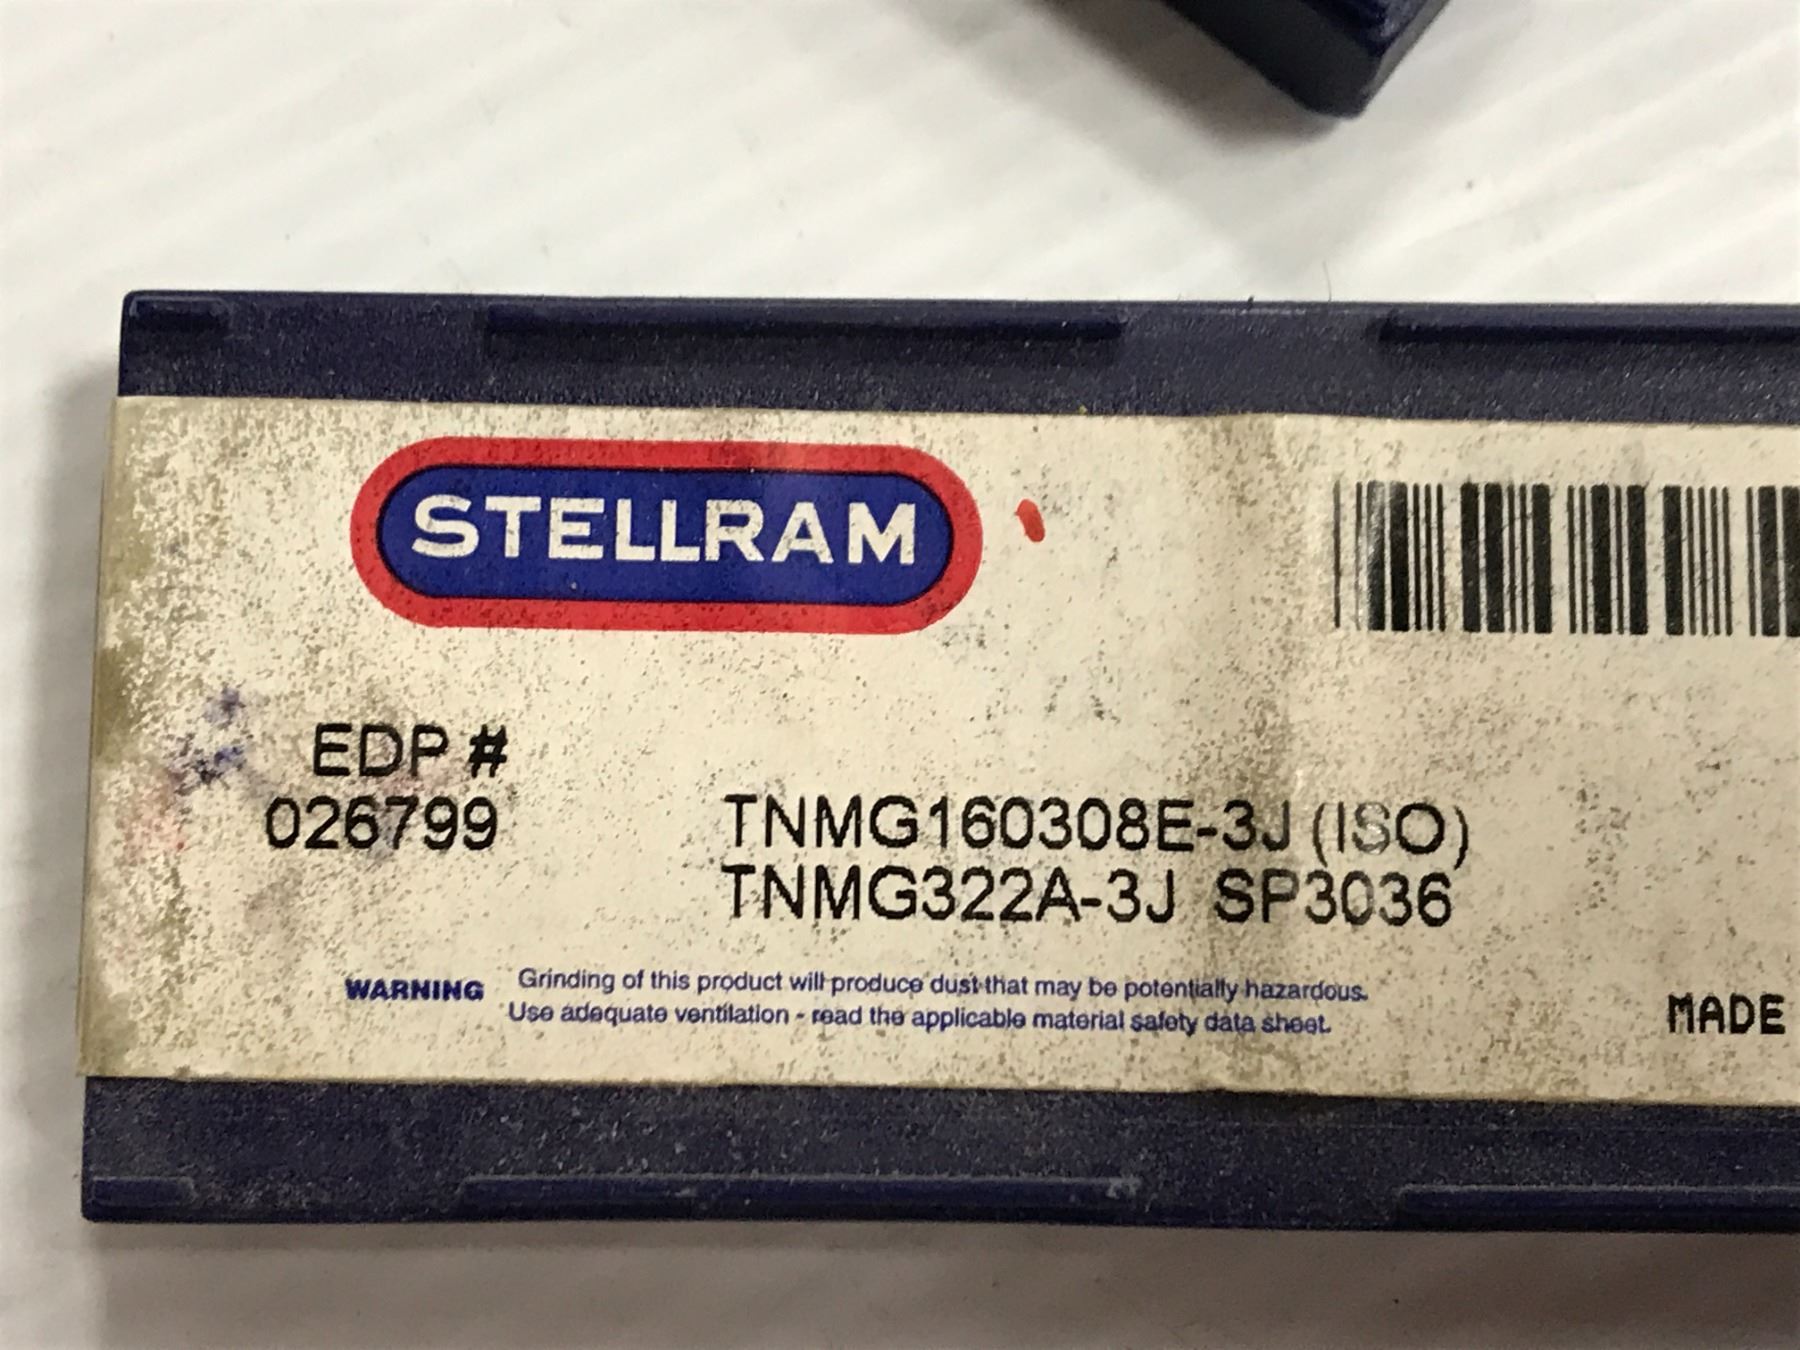 STELLRAM
EDP #
026799
TNMG160308E-3J (ISO)
TNMG322A-3J SP3036
WARNING Grinding of this product will produce dust that may be potentially hazardous.
Use adequate ventilation - read the applicable material safety data sheet.
MADE